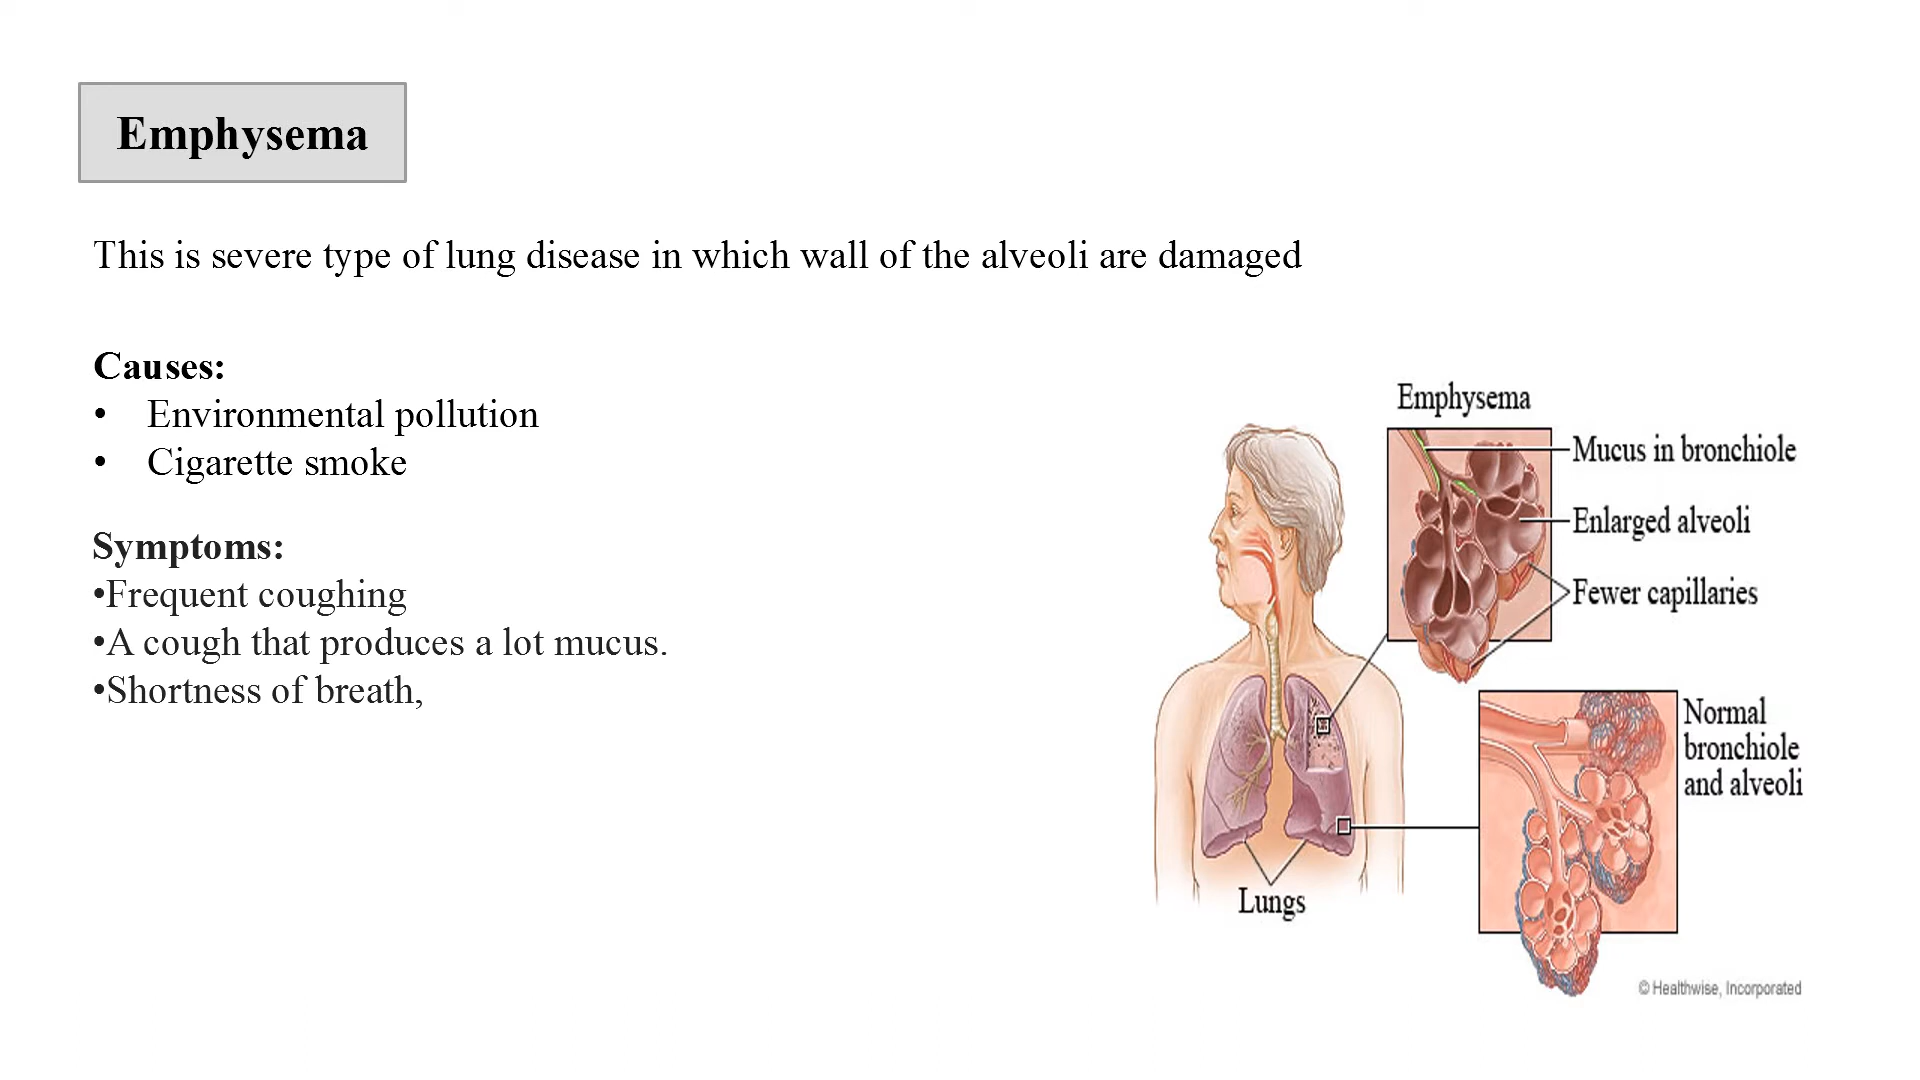 Emphysema
This is severe type of lung disease in which wall of the alveoli are damaged
Causes:
• Environmental pollution
• Cigarette smoke
Symptoms:
•Frequent coughing
•A cough that produces a lot mucus.
•Shortness of breath,
Emphysema
Mucus in bronchiole
Enlarged alveoli
Fewer capillaries
Normal
bronchiole
and alveoli
Lungs
© Healthwise, Incorporated